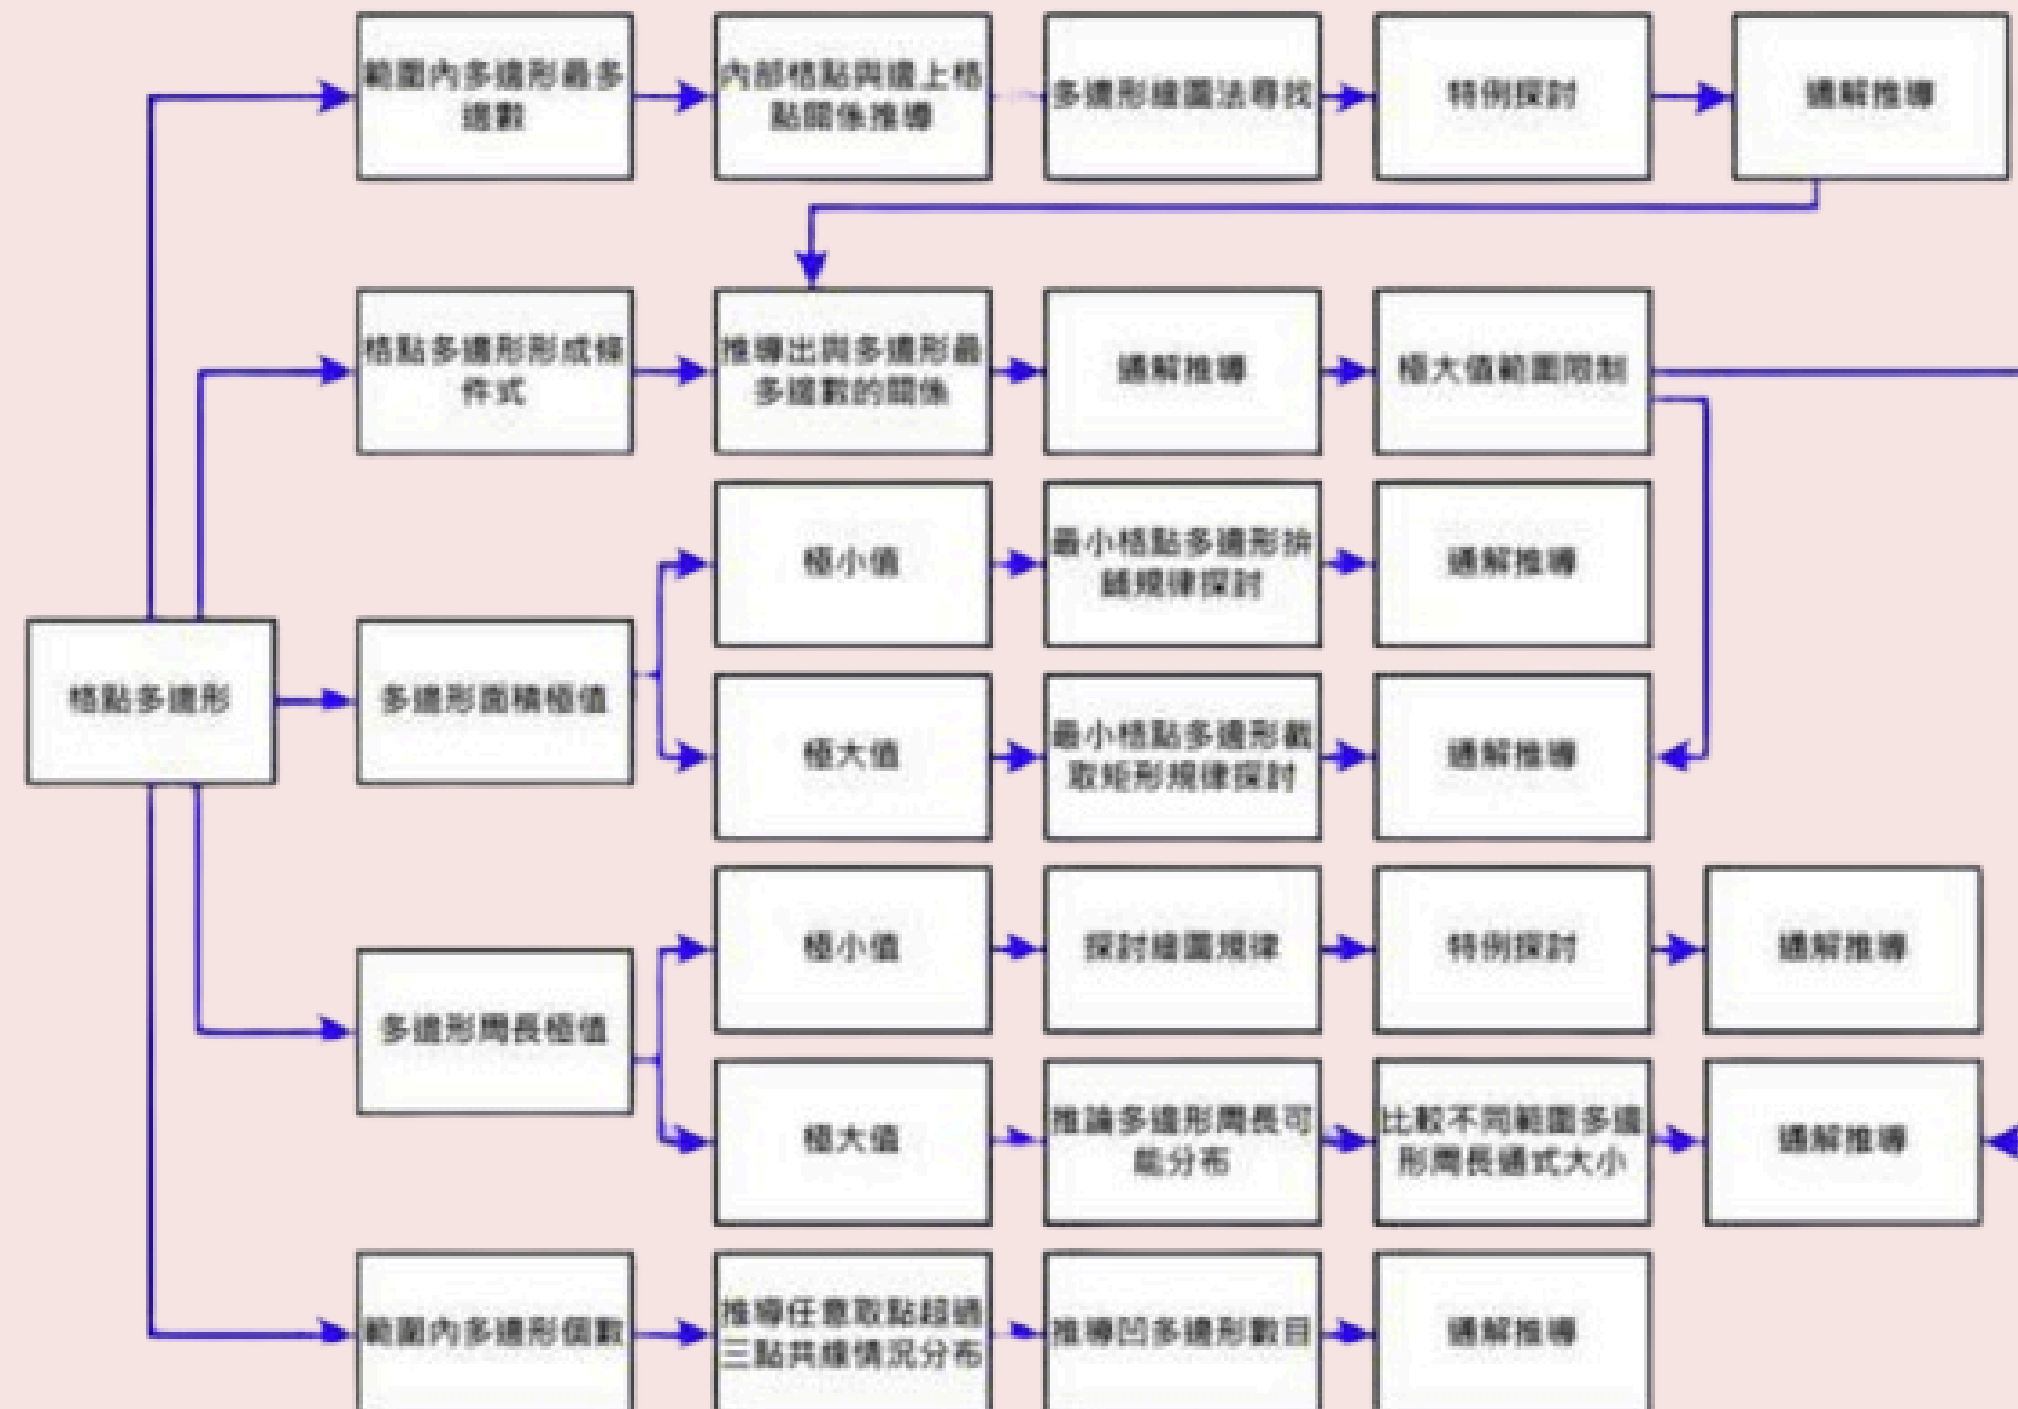 範圍內多邊形最多
邊數
內部格點與邊上格
點關係推導
多邊形繪圖法尋找
特例探討
通解推導
格點多邊形形成條
件式
推導出與多邊形最
多邊數的關係
通解推導
極大值範圍限制
極小值
最小格點多邊形拚
鋪規律探討
通解推導
格點多邊形
多邊形面積極值
極大值
最小格點多邊形截
取矩形規律探討
通解推導
極小值
探討繪圖規律
特例探討
通解推導
多邊形周長極值
極大值
推論多邊形周長可
能分布
比較不同範圍多邊
形周長通式大小
通解推導
範圍內多邊形個數
推導任意取點超過
三點共線情況分布
推導凹多邊形數目
通解推導